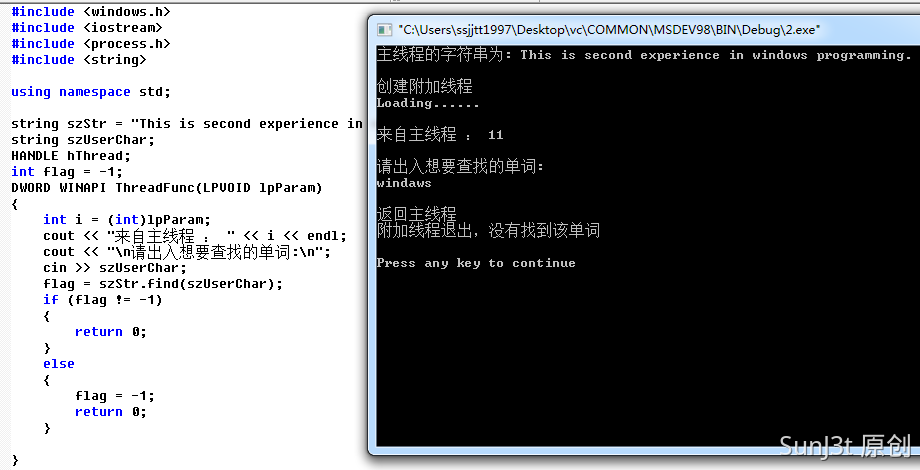 #include <windows.h>
#include <iostream>
#include <process.h>
#include <string>
using namespace std;
string szStr = "This is second experience in
string szUserChar;
HANDLE hThread;
int flag = -1;
DWORD WINAPI ThreadFunc(LPVOID lpParam)
{
int i = (int)lpParam;
cout << "来自主线程 : " << i << endl;
cout << "\n请出入想要查找的单词:\n";
cin >> szUserChar;
flag = szStr.find(szUserChar);
if (flag != -1)
{
return 0;
}
else
{
flag = -1;
return 0;
}
}
"C:\Users\ssjjtt1997\Desktop\vc\COMMON\MSDEV98\BIN\Debug\2.exe"
主线程的字符串为: This is second experience in windows programming.
创建附加线程
Loading......
来自主线程 : 11
请出入想要查找的单词:
windaws
返回主线程
附加线程退出，没有找到该单词
Press any key to continue
SunJ3t 原创